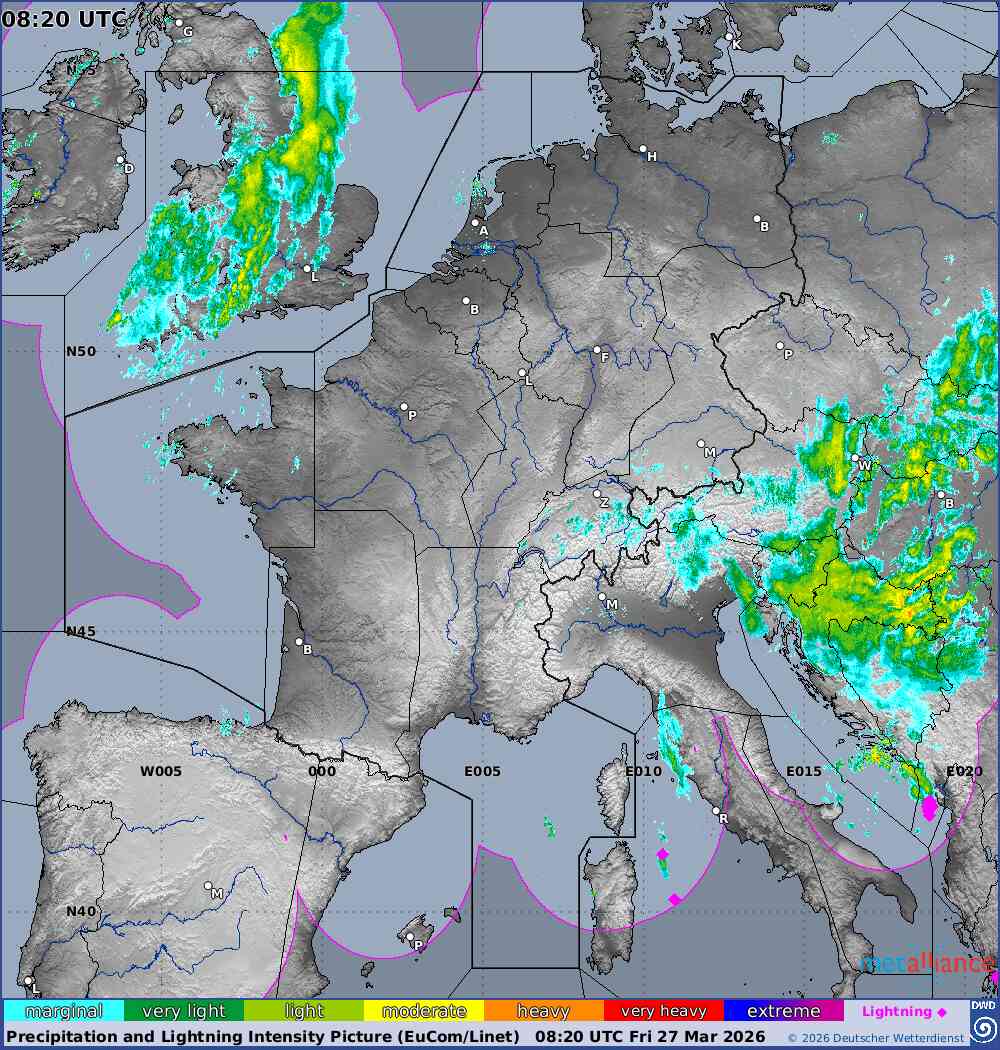 08:20 UTC
G
K
N55
D
H
A
B
L
B
N50
F
P
L
P
M
W
Z
B
M
N45
B
W005
000
E005
E010
E015
E020
R
M
N40
P
L
metalliance
marginal
very light
light
moderate
heavy
very heavy
extreme
Lightning
DWD
Precipitation and Lightning Intensity Picture (EuCom/Linet) 08:20 UTC Fri 27 Mar 2026
© 2026 Deutscher Wetterdienst